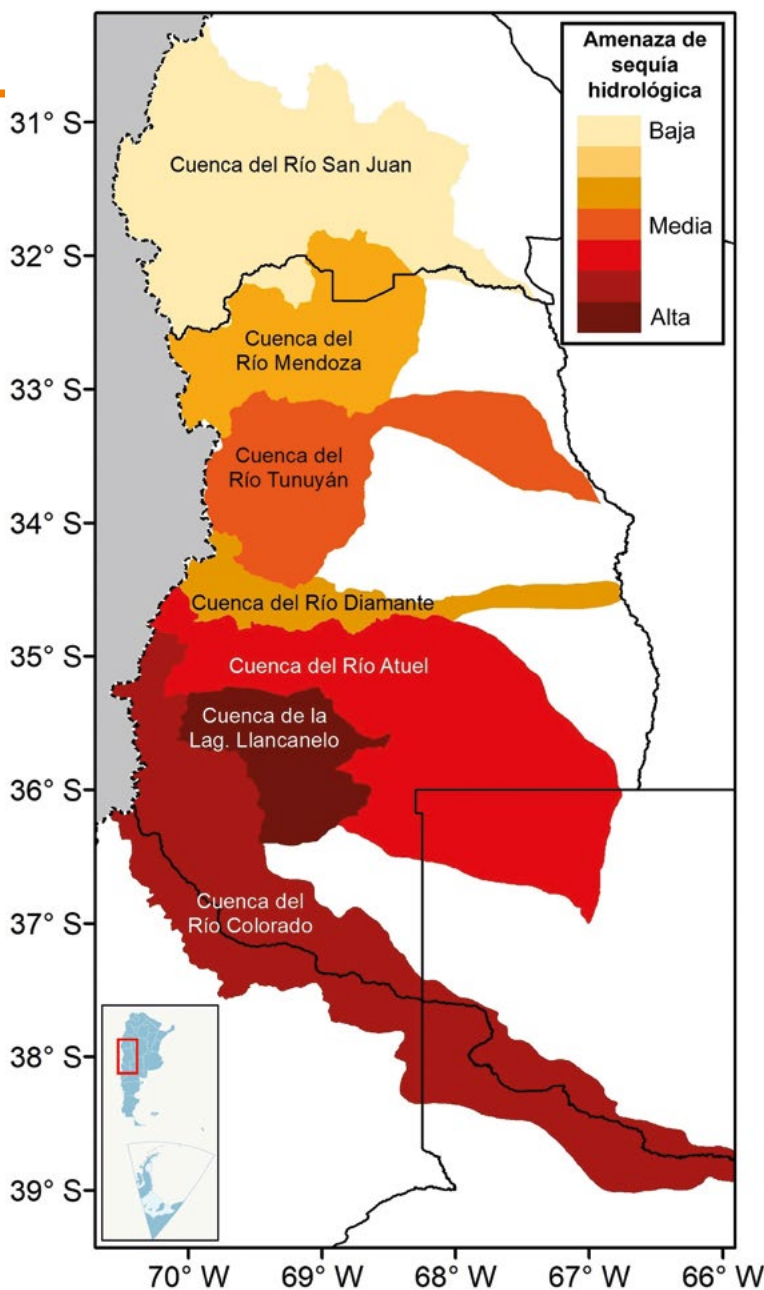 Amenaza de
sequía
hidrológica
Baja
Media
Alta
31° S
32° S
33° S
34° S
35° S
36° S
37° S
38° S
39° S
Cuenca del Río San Juan
Cuenca del
Río Mendoza
Cuenca del
Río Tunuyán
Cuenca del Río Diamante
Cuenca del Río Atuel
Cuenca de la
Lag. Llancanelo
Cuenca del
Río Colorado
70° W
69° W
68° W
67° W
66° W